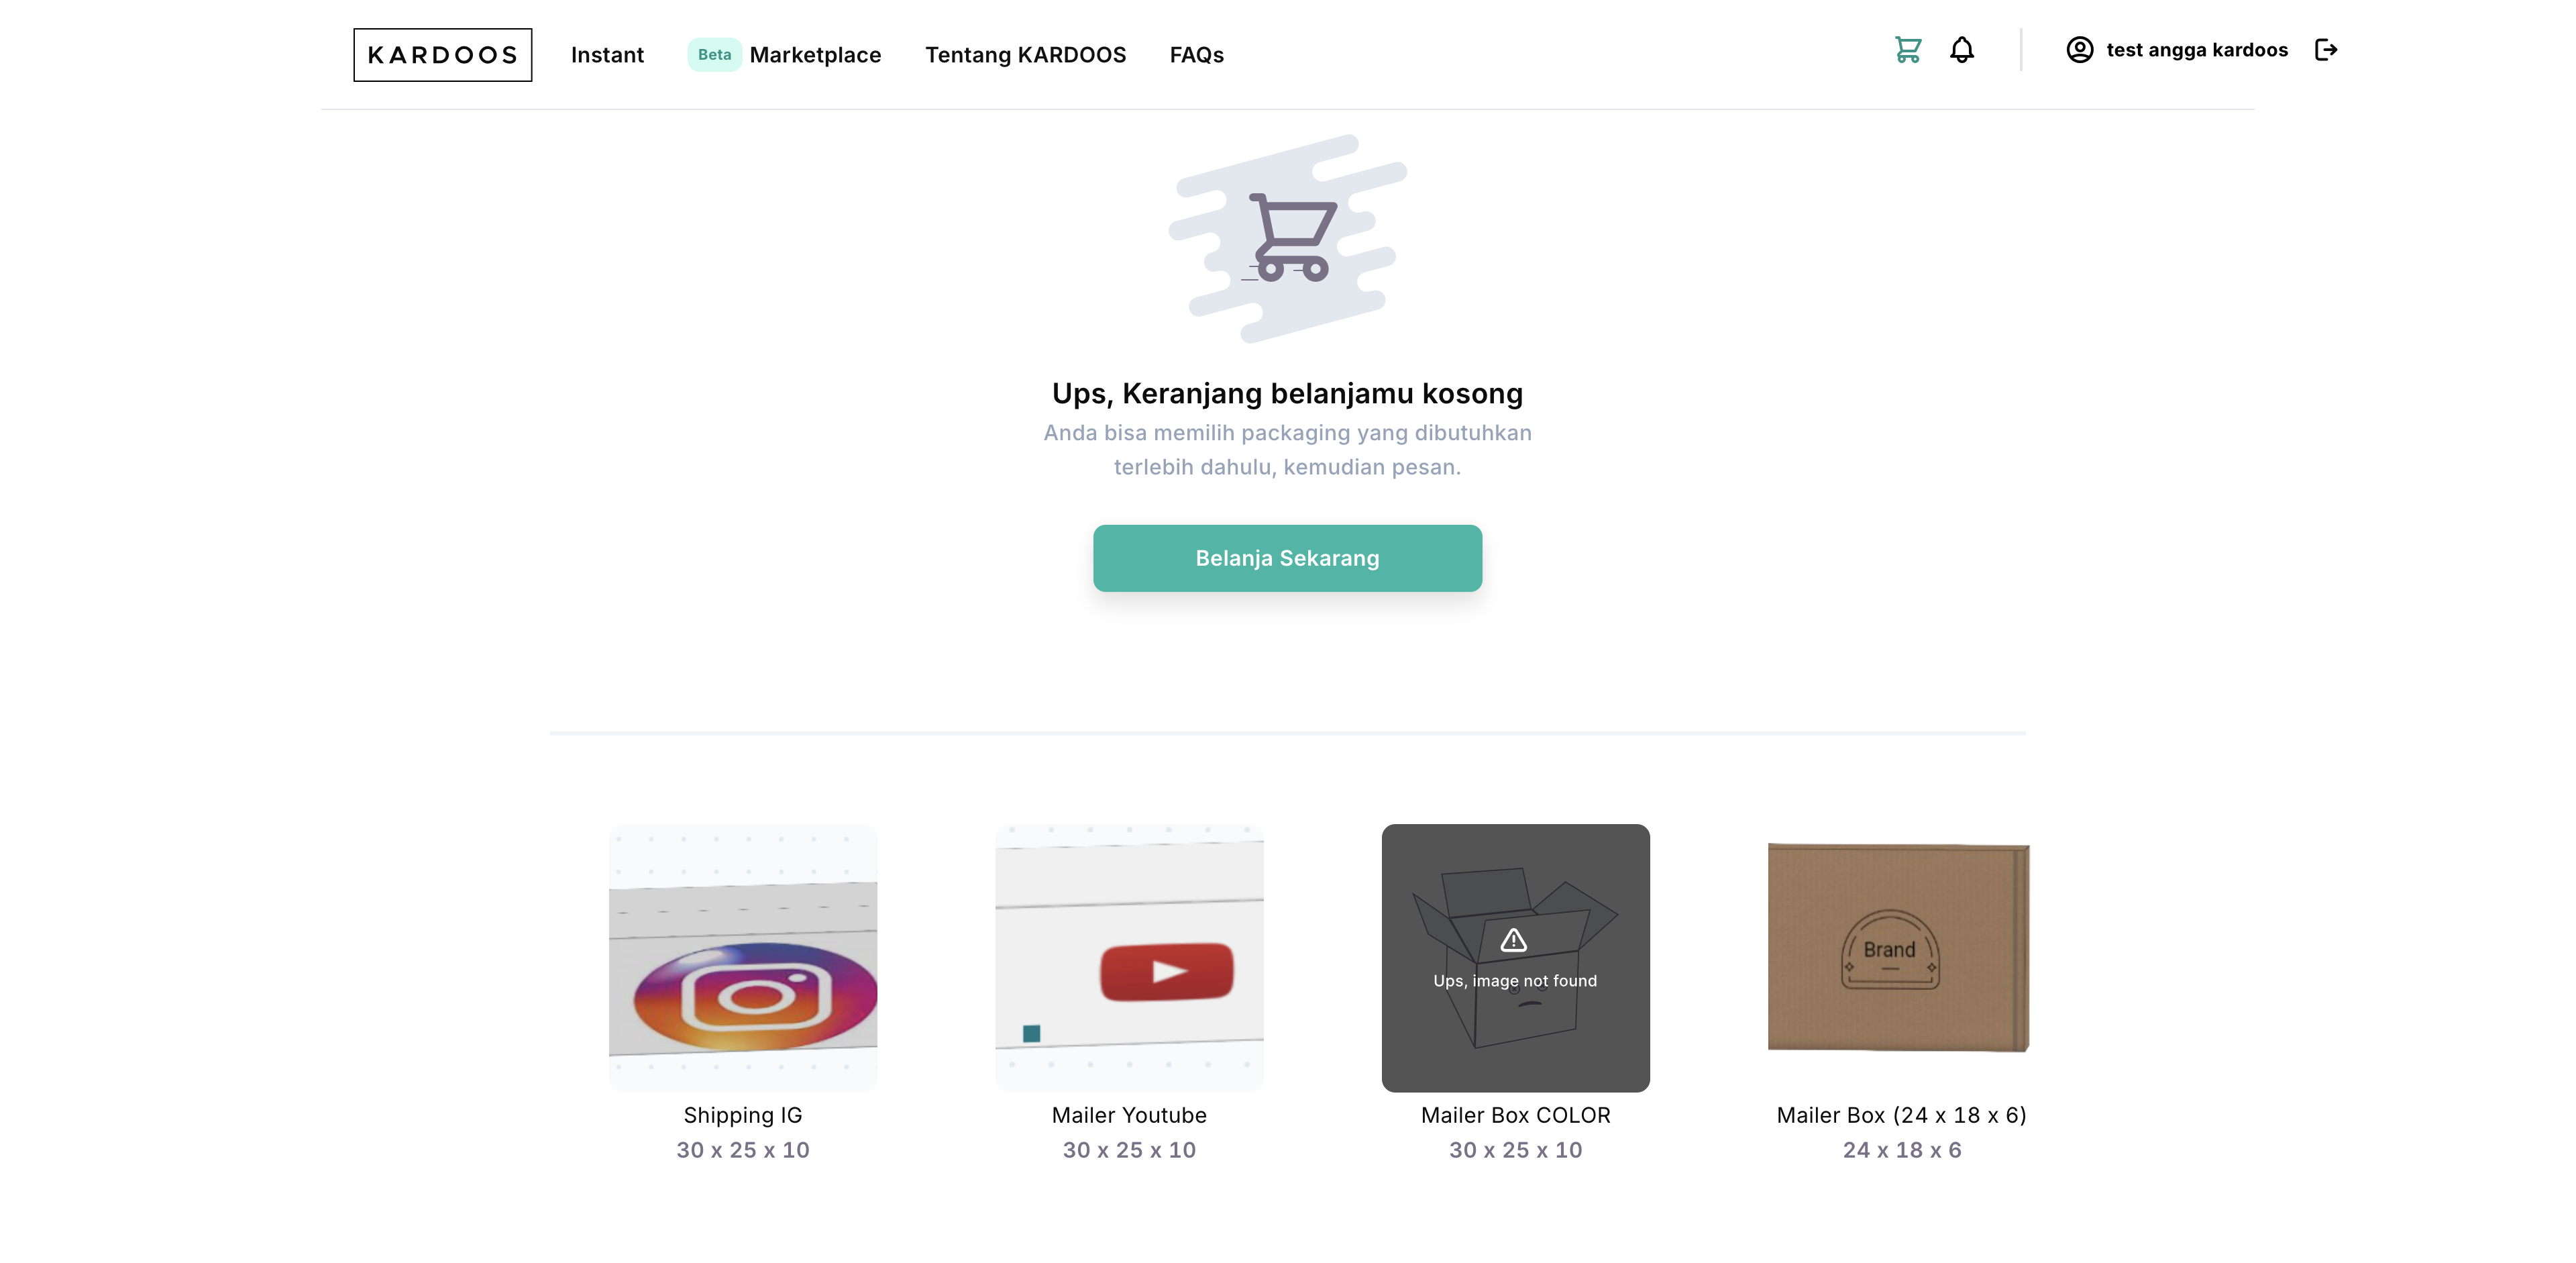 KARDOOS
Instant
Beta Marketplace
Tentang KARDOOS
FAQs
test angga kardoos
Ups, Keranjang belanjamu kosong
Anda bisa memilih packaging yang dibutuhkan
terlebih dahulu, kemudian pesan.
Belanja Sekarang
Ups, image not found
Brand
Shipping IG
30 x 25 x 10
Mailer Youtube
30 x 25 x 10
Mailer Box COLOR
30 x 25 x 10
Mailer Box (24 x 18 x 6)
24 x 18 x 6